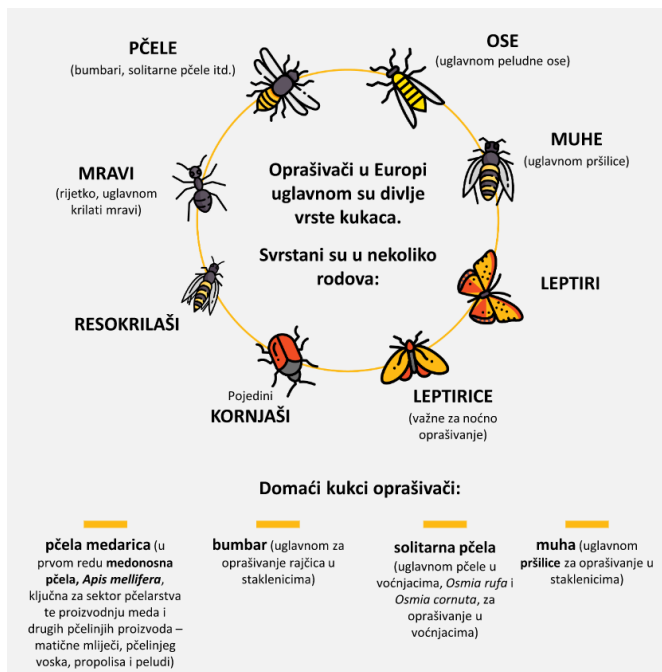 PČELE
(bumbari, solitarne pčele itd.)
OSE
(uglavnom peludne ose)
MUHE
(uglavnom pršilice)
MRAVI
(rijetko, uglavnom
krilati mravi)
Oprašivači u Europi
uglavnom su divlje
vrste kukaca.
Svrstani su u nekoliko
rodova:
LEPTIRI
RESOKRILAŠI
Pojedini
KORNJAŠI
LEPTIRICE
(važne za noćno
oprašivanje)
Domaći kukci oprašivači:
pčela medarica (u
prvom redu medonosna
pčela, Apis mellifera,
ključna za sektor pčelarstva
te proizvodnju meda i
drugih pčelinjih proizvoda –
matične mliječi, pčelinjeg
voska, propolisa i peludi)
bumbar (uglavnom za
oprašivanje rajčica u
staklenicima)
solitarna pčela
(uglavnom pčele u
voćnjacima, Osmia rufa i
Osmia cornuta, za
oprašivanje u
voćnjacima)
muha (uglavnom
pršilice za oprašivanje u
staklenicima)